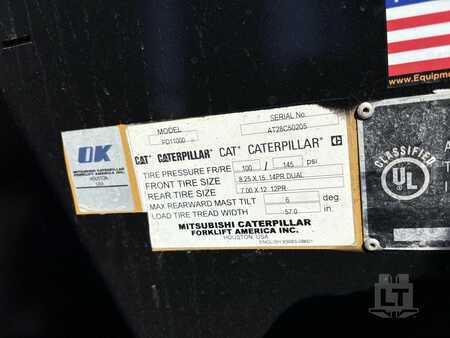 www.Equipme
OK
MITSUBISHI CATERPILLAR
FORKLIFT AMERICA INC.
HOUSTON,
USA
MODEL
PD11000
SERIAL No.
AT28C50205
CAT CATERPILLAR CAT CATERPILLAR C
TIRE PRESSURE FR/RE 100 / 145 psi
FRONT TIRE SIZE 8.25 X 15, 14PR DUAL
REAR TIRE SIZE 7.00 X 12, 12PR
MAX REARWARD MAST TILT 6 deg.
LOAD TIRE TREAD WIDTH 57.0 in.
MITSUBISHI CATERPILLAR
FORKLIFT AMERICA INC.
HOUSTON, USA
CLASSIFIED
UL
LT